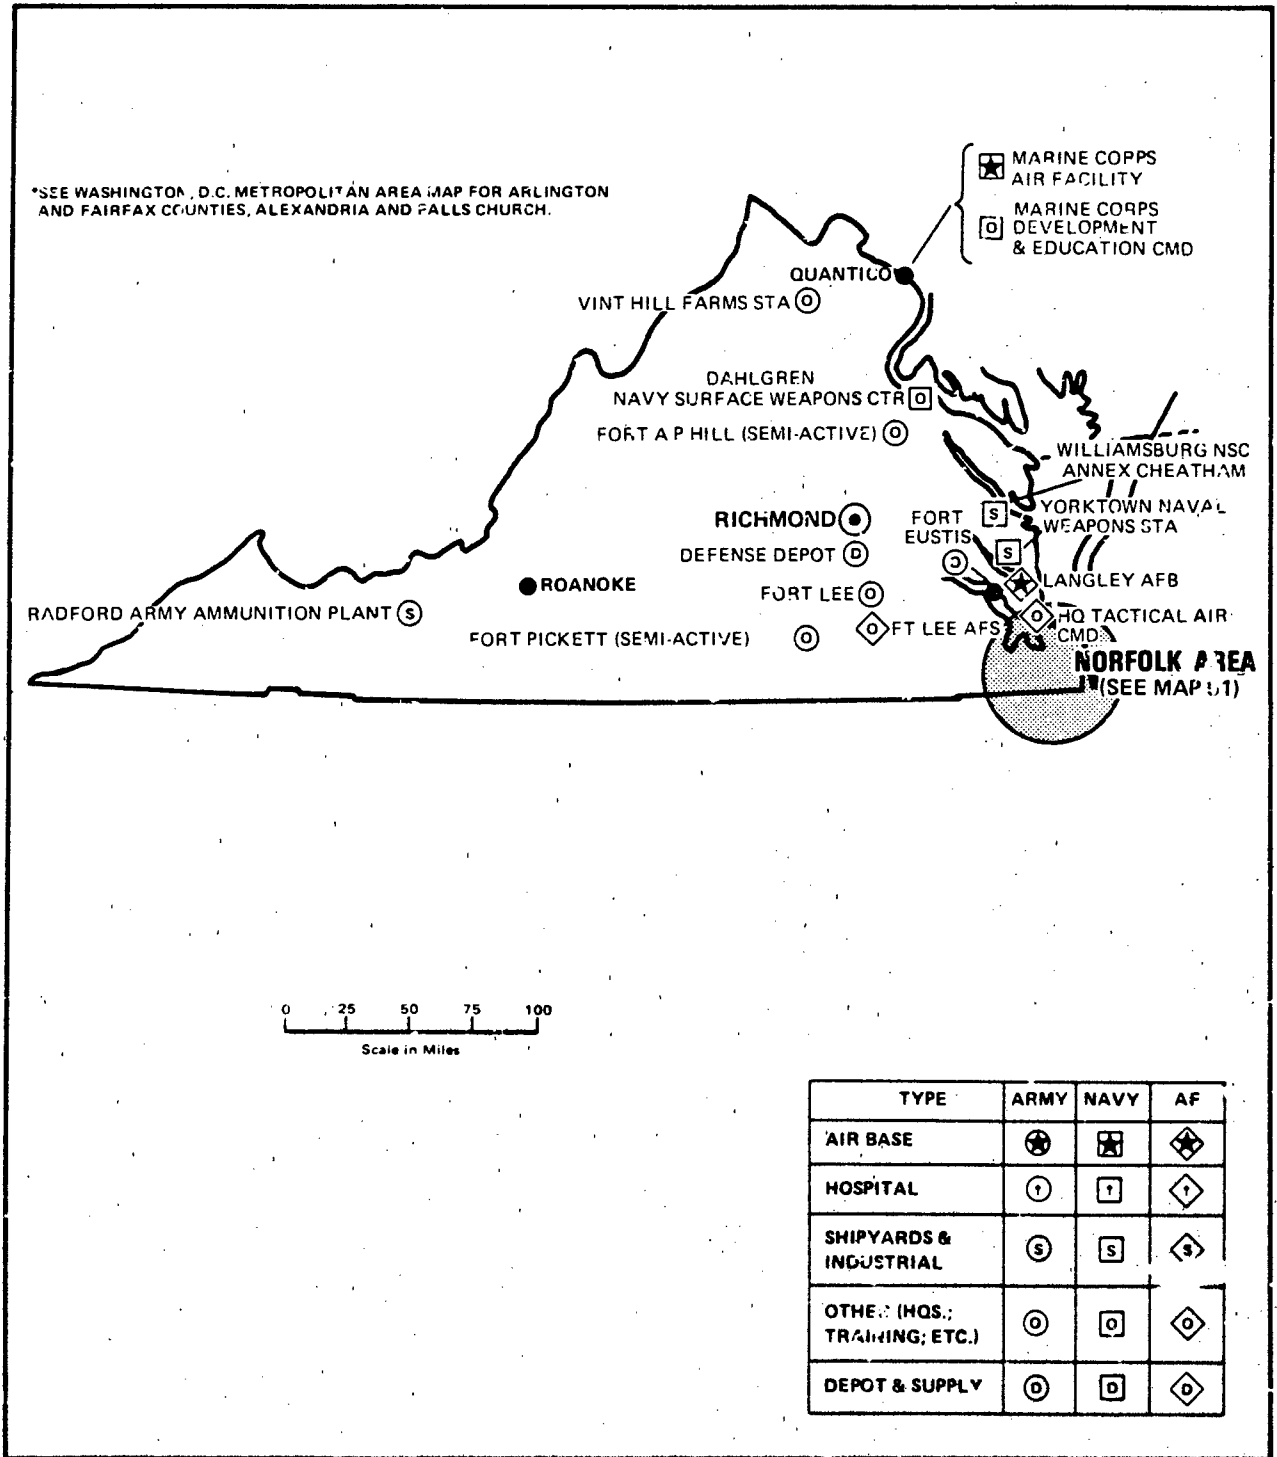 *SEE WASHINGTON, D.C. METROPOLITAN AREA MAP FOR ARLINGTON
AND FAIRFAX COUNTIES, ALEXANDRIA AND FALLS CHURCH.
MARINE CORPS
AIR FACILITY
MARINE CORPS
DEVELOPMENT
& EDUCATION CMD
QUANTICO
VINT HILL FARMS STA
O
DAHLGREN
NAVY SURFACE WEAPONS CTR
O
FORT A P HILL (SEMI-ACTIVE)
O
WILLIAMSBURG NSC
ANNEX CHEATHAM
S
YORKTOWN NAVAL
WEAPONS STA
S
RICHMOND
FORT
EUSTIS
DEFENSE DEPOT
D
LANGLEY AFB
ROANOKE
FORT LEE
O
RADFORD ARMY AMMUNITION PLANT
S
FORT PICKETT (SEMI-ACTIVE)
O
O
FT LEE AFS
O
HQ TACTICAL AIR
CMD
NORFOLK AREA
(SEE MAP 51)
0 25 50 75 100
Scale in Miles
TYPE ARMY NAVY AF
AIR BASE
HOSPITAL
SHIPYARDS &
INDUSTRIAL
S S S
OTHER (HQS.;
TRAINING; ETC.)
O O O
DEPOT & SUPPLY
D D D